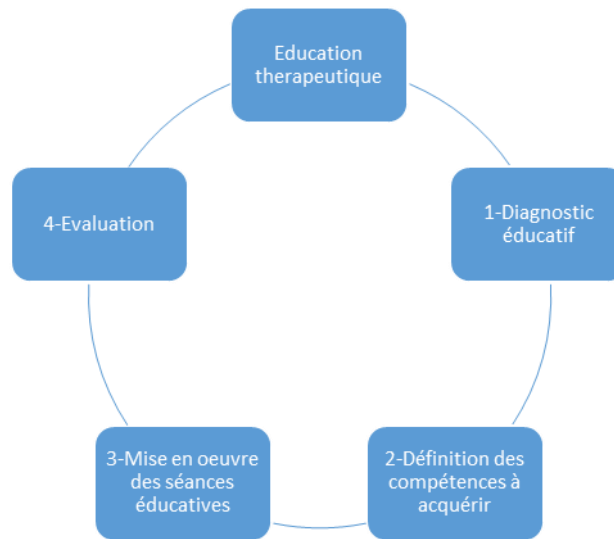 Education
therapeutique
1-Diagnostic
éducatif
2-Définition des
compétences à
acquérir
3-Mise en oeuvre
des séances
éducatives
4-Evaluation